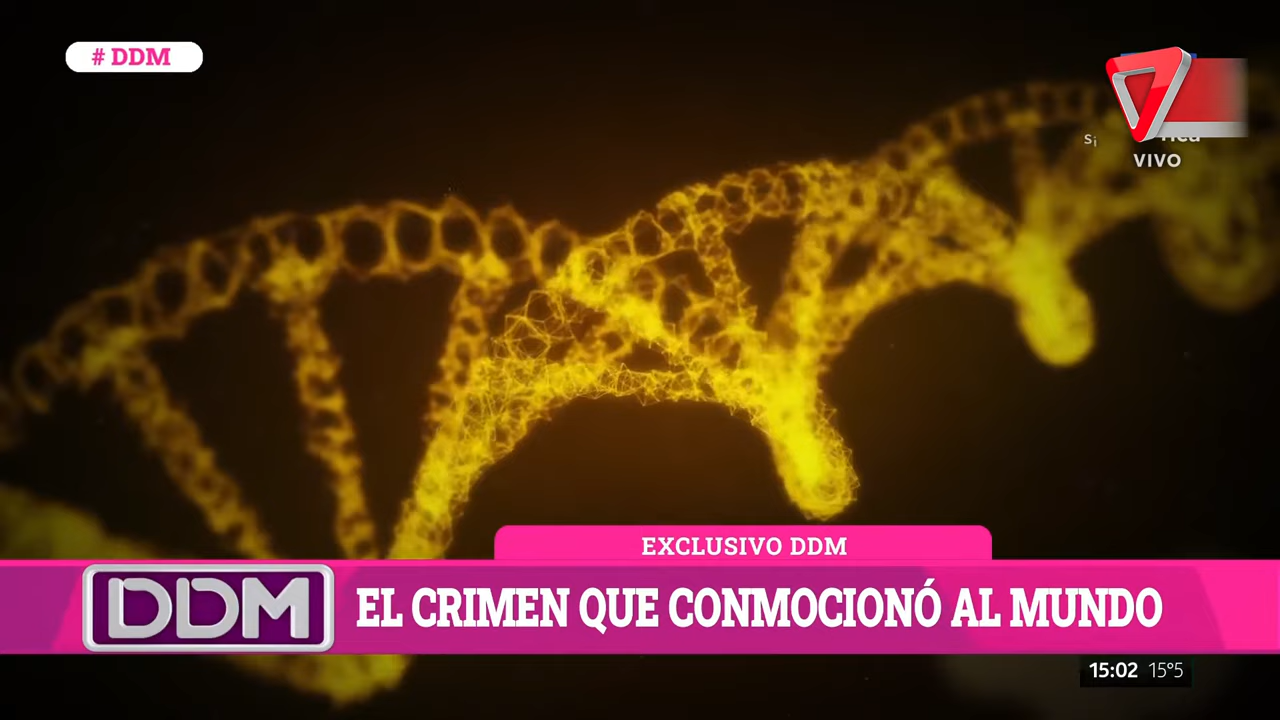 # DDM
VIVO
EXCLUSIVO DDM
DDM
EL CRIMEN QUE CONMOCIONÓ AL MUNDO
15:02 15°5